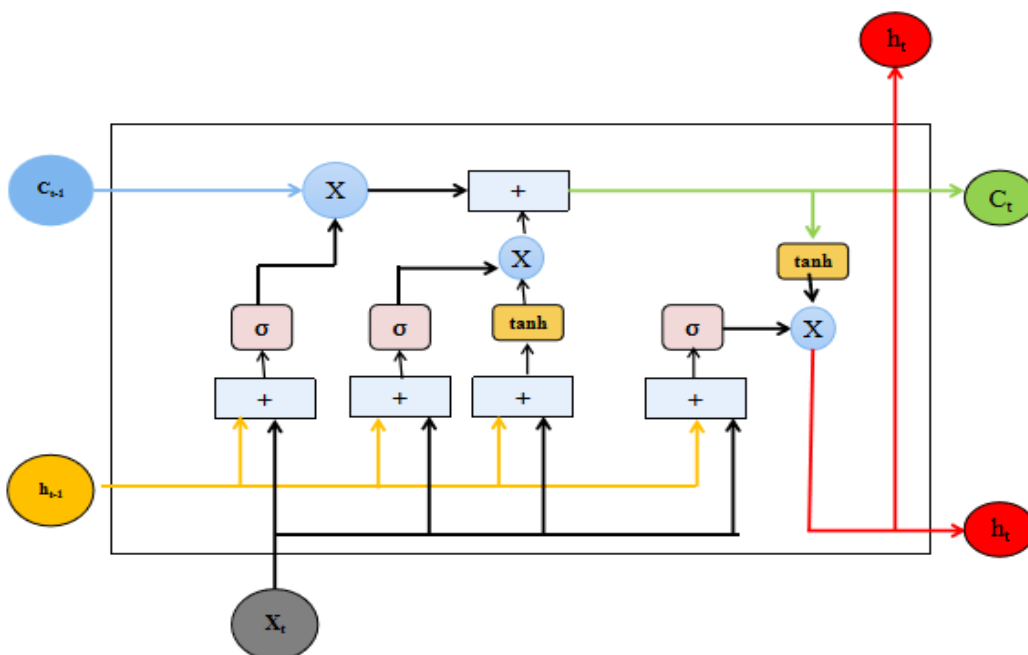 hₜ
Cₜ₋₁
X
+
Cₜ
X
tanh
σ
σ
tanh
σ
X
+
+
+
+
hₜ₋₁
hₜ
Xₜ